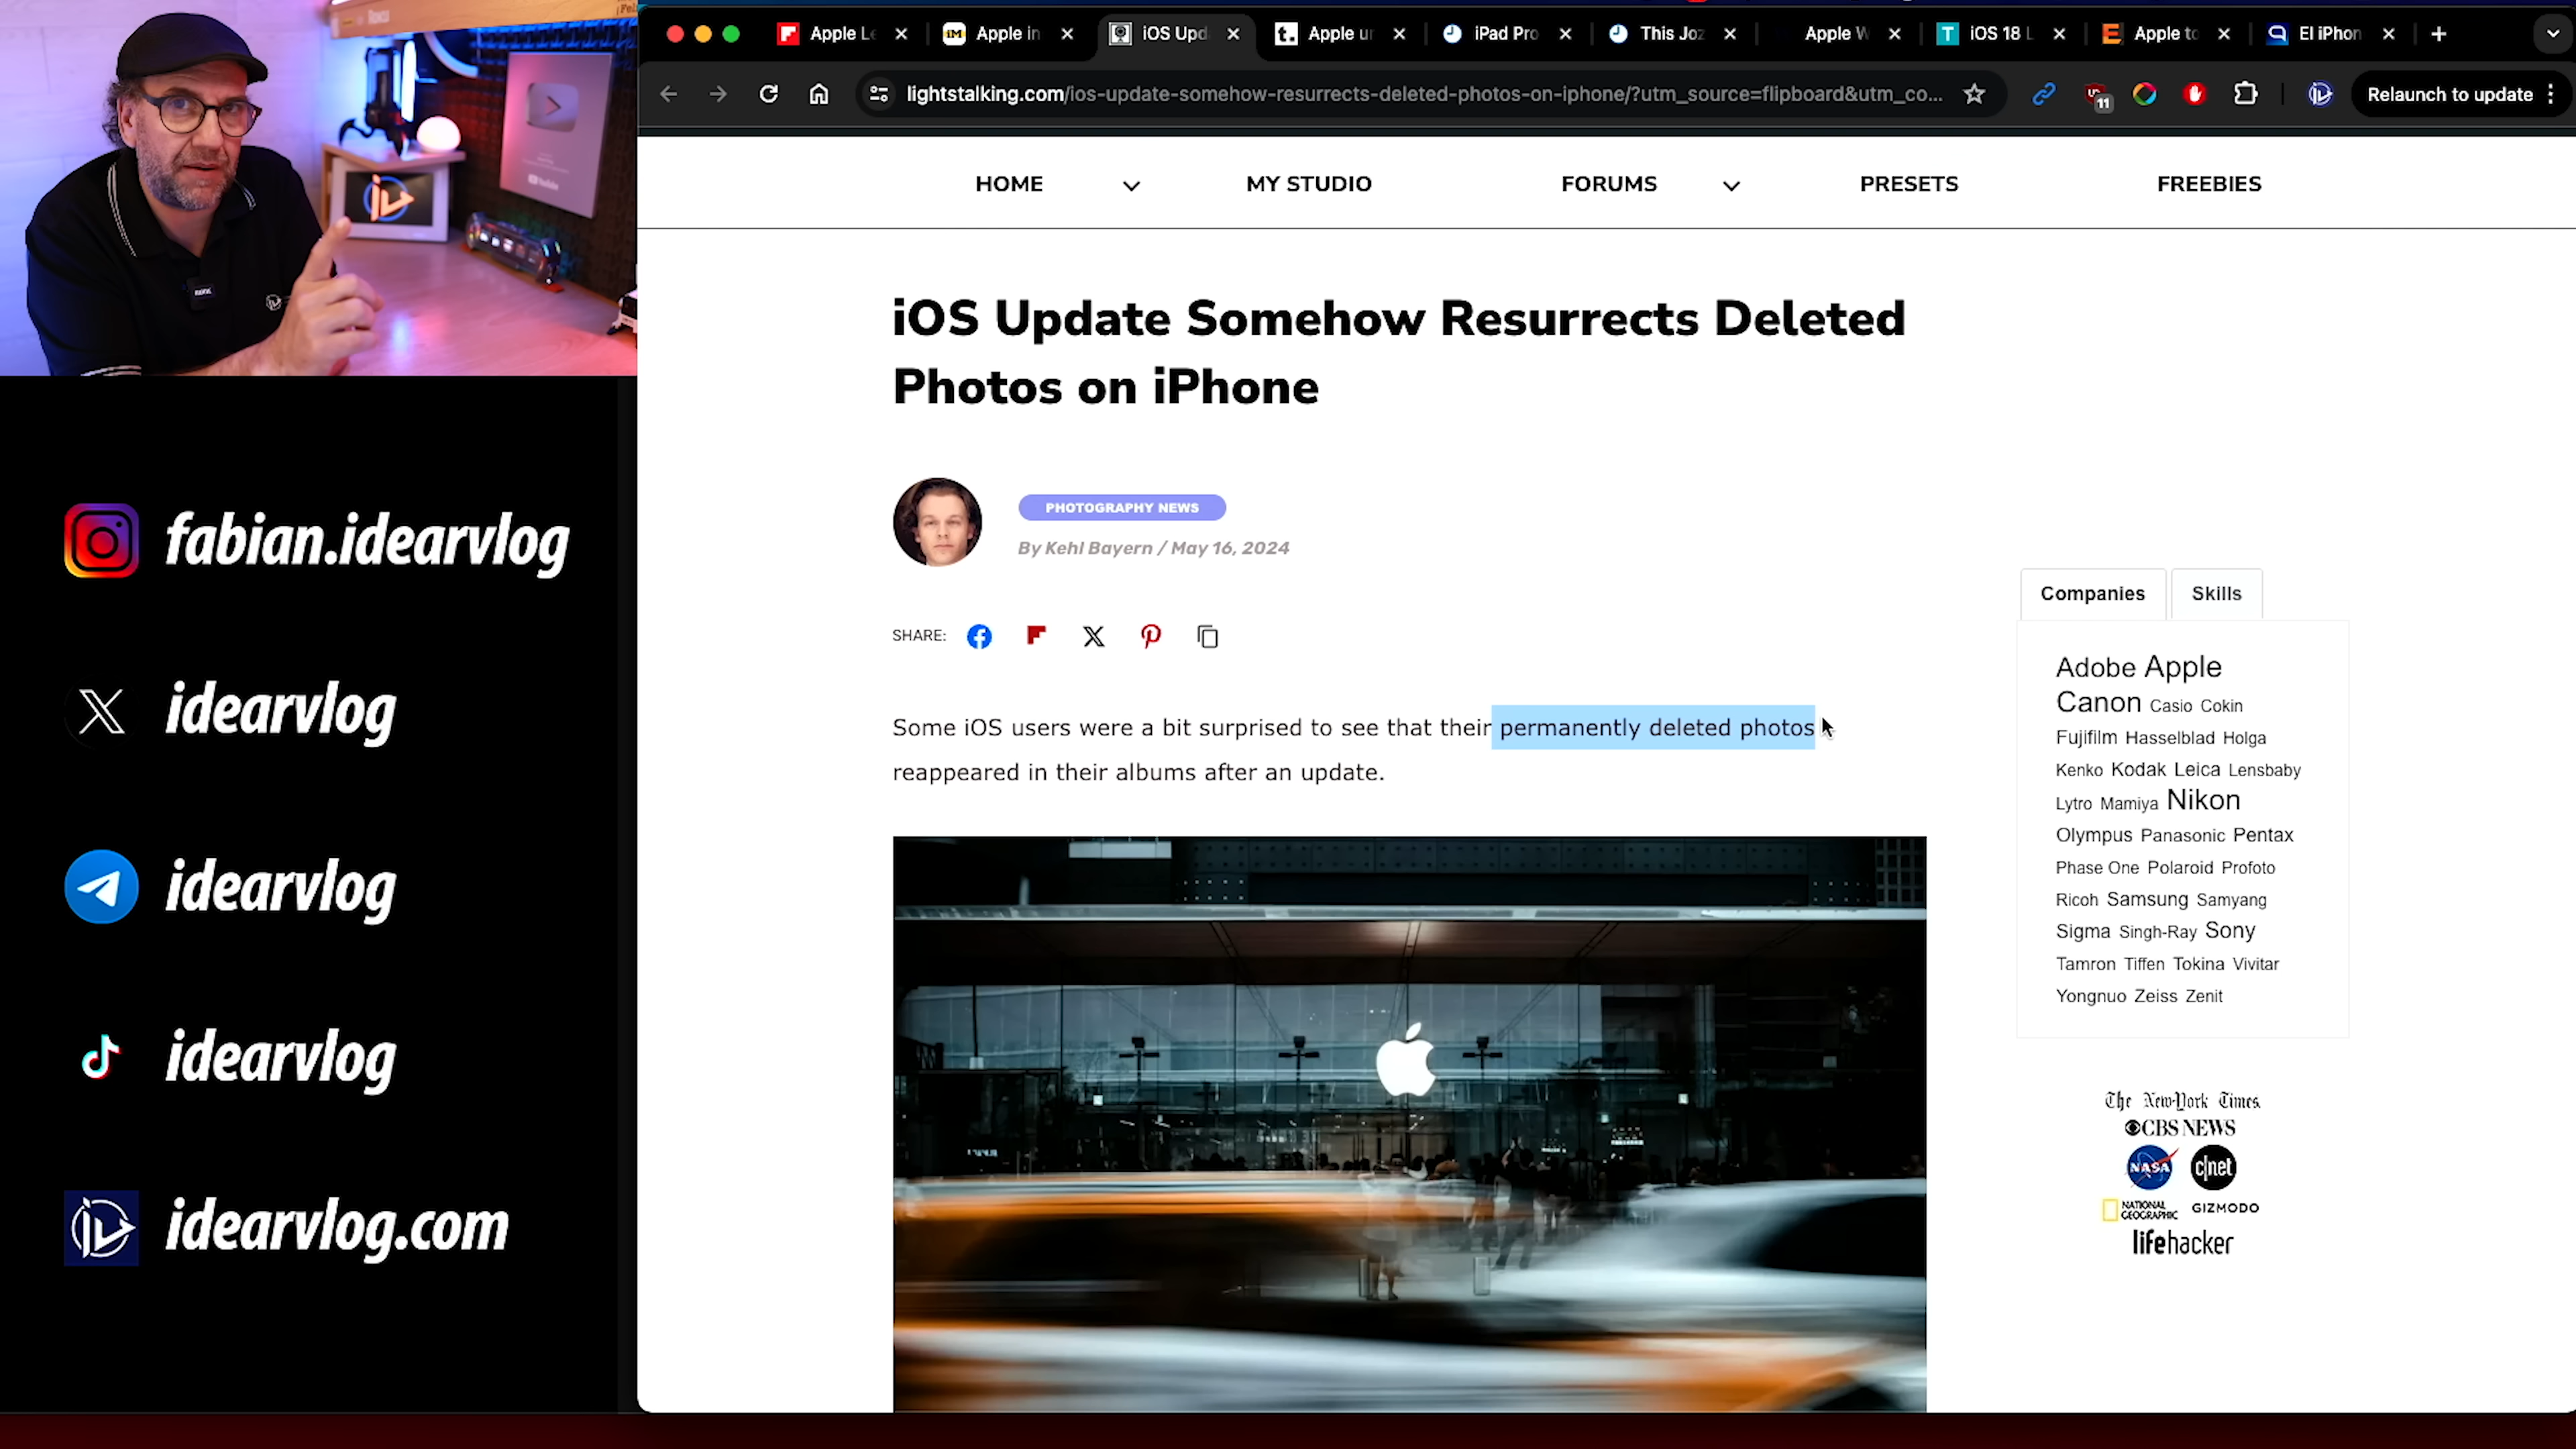 Apple Le
iM
Apple in
iOS Upd
t.
Apple ur
iPad Pro
This Joz
Apple W
T
iOS 18 L
E
Apple to
El iPhon
lightstalking.com/ios-update-somehow-resurrects-deleted-photos-on-iphone/?utm_source=flipboard&utm_co...
11
Relaunch to update
HOME
MY STUDIO
FORUMS
PRESETS
FREEBIES
iOS Update Somehow Resurrects Deleted
Photos on iPhone
PHOTOGRAPHY NEWS
By Kehl Bayern / May 16, 2024
SHARE:
Some iOS users were a bit surprised to see that their permanently deleted photos
reappeared in their albums after an update.
Companies
Skills
Adobe Apple
Canon Casio Cokin
Fujifilm Hasselblad Holga
Kenko Kodak Leica Lensbaby
Lytro Mamiya Nikon
Olympus Panasonic Pentax
Phase One Polaroid Profoto
Ricoh Samsung Samyang
Sigma Singh-Ray Sony
Tamron Tiffen Tokina Vivitar
Yongnuo Zeiss Zenit
The New York Times
CBS NEWS
NASA
c|net
NATIONAL
GEOGRAPHIC
GIZMODO
lifehacker
fabian.idearvlog
idearvlog
idearvlog
idearvlog
idearvlog.com